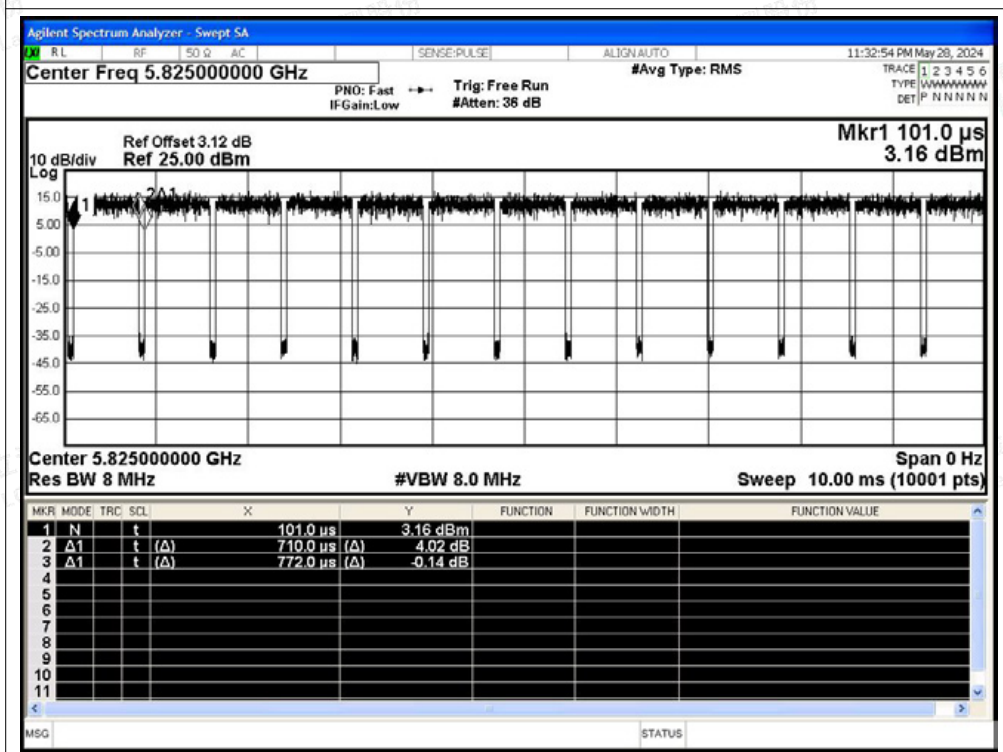 Agilent Spectrum Analyzer - Swept SA
RL RF 50 Ω AC SENSE:PULSE ALIGNAUTO 11:32:54 PM May 28, 2024
Center Freq 5.825000000 GHz #Avg Type: RMS TRACE 1 2 3 4 5 6
PNO: Fast Trig: Free Run TYPE WWWWWW
IFGain:Low #Atten: 36 dB DET P N N N N N
Mkr1 101.0 µs
Ref Offset 3.12 dB
10 dB/div Ref 25.00 dBm 3.16 dBm
Log
15.0
1
2Δ1
5.00
-5.00
-15.0
-25.0
-35.0
-45.0
-55.0
-65.0
Center 5.825000000 GHz Span 0 Hz
Res BW 8 MHz #VBW 8.0 MHz Sweep 10.00 ms (10001 pts)
MKR MODE TRC SCL X Y FUNCTION FUNCTION WIDTH FUNCTION VALUE
1 N t 101.0 µs 3.16 dBm
2 Δ1 t (Δ) 710.0 µs (Δ) 4.02 dB
3 Δ1 t (Δ) 772.0 µs (Δ) -0.14 dB
4
5
6
7
8
9
10
11
MSG STATUS